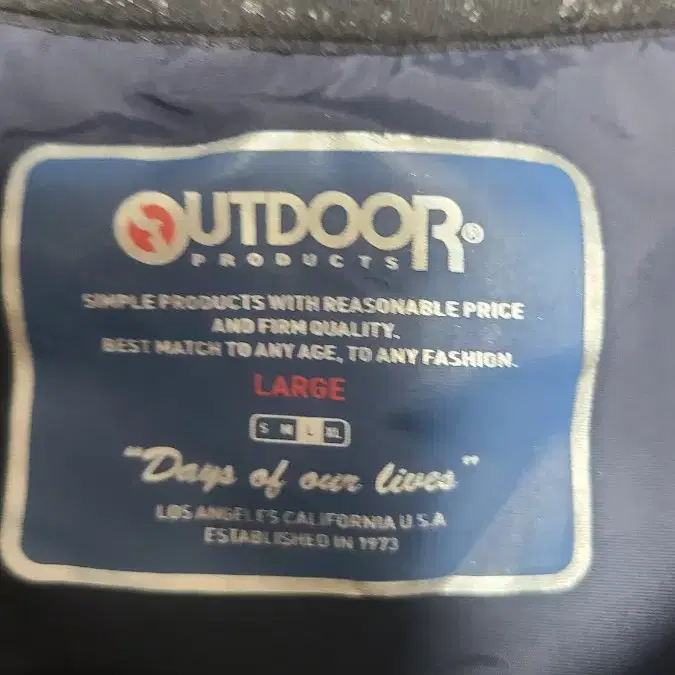 OUTDOOR®
PRODUCTS
SIMPLE PRODUCTS WITH REASONABLE PRICE
AND FIRM QUALITY.
BEST MATCH TO ANY AGE, TO ANY FASHION.
LARGE
S M L XL
"Days of our lives"
LOS ANGELES CALIFORNIA U.S.A
ESTABLISHED IN 1973